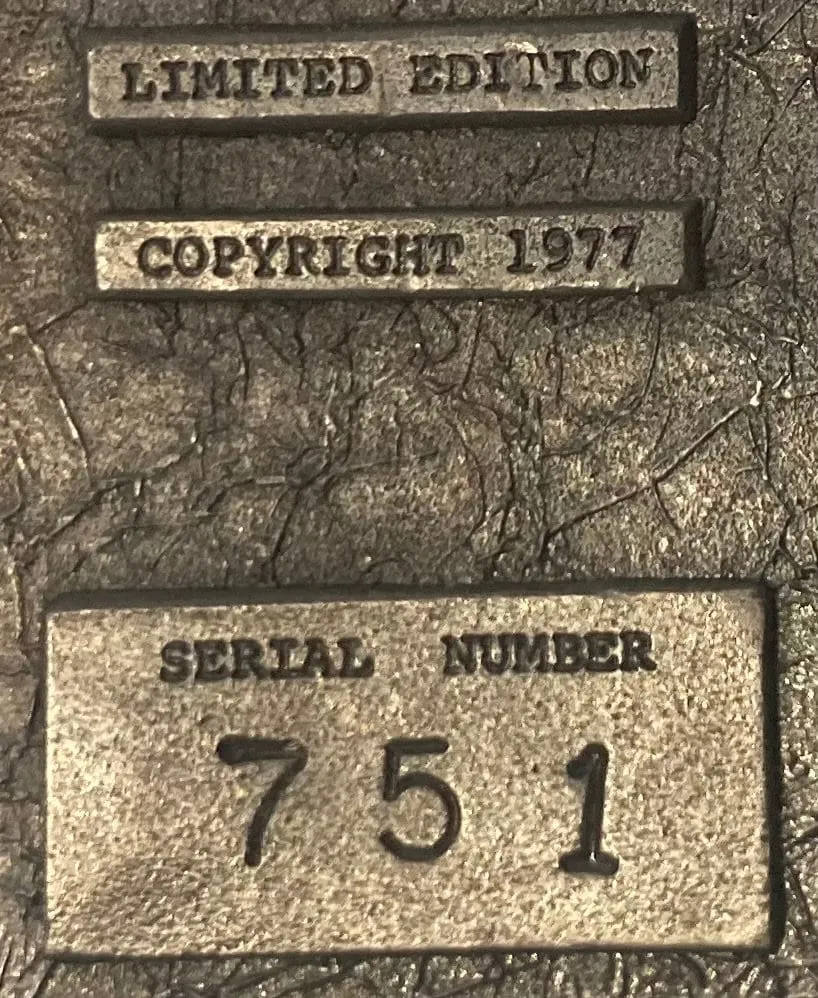 LIMITED EDITION
COPYRIGHT 1977
SERIAL NUMBER
751